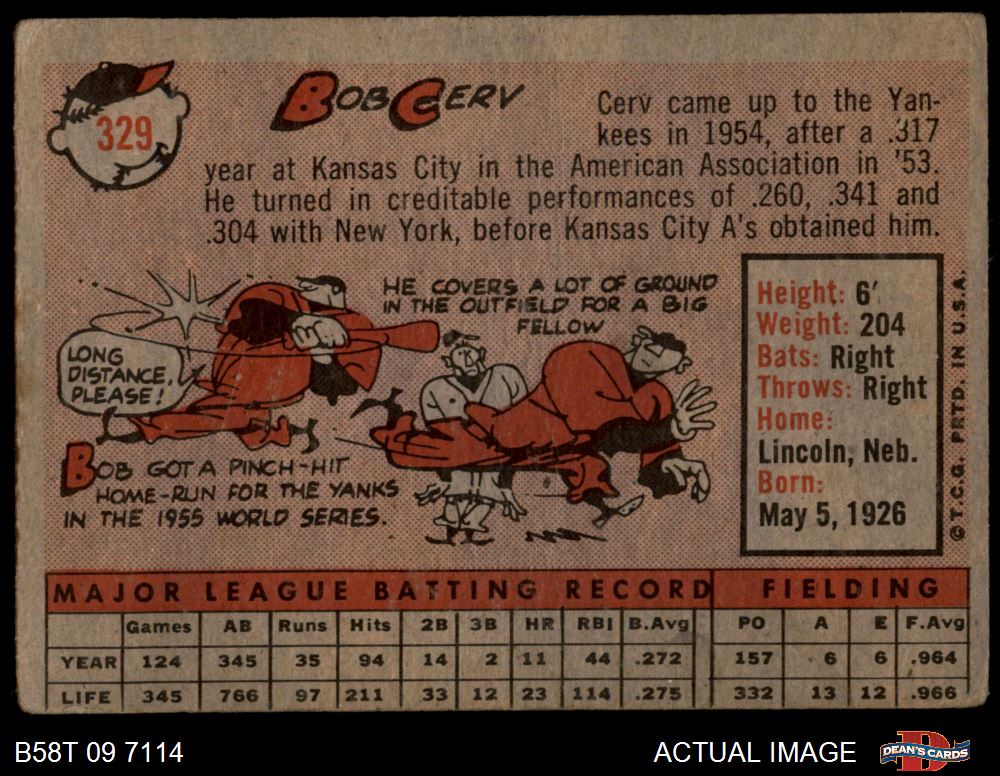 329
BOB CERV
Cerv came up to the Yan-
kees in 1954, after a .317
year at Kansas City in the American Association in '53.
He turned in creditable performances of .260, .341 and
.304 with New York, before Kansas City A's obtained him.
HE COVERS A LOT OF GROUND
IN THE OUTFIELD FOR A BIG
FELLOW
LONG
DISTANCE,
PLEASE!
BOB GOT A PINCH-HIT
HOME-RUN FOR THE YANKS
IN THE 1955 WORLD SERIES.
Height: 6'
Weight: 204
Bats: Right
Throws: Right
Home:
Lincoln, Neb.
Born:
May 5, 1926
© T.C.G. PRTD. IN U.S.A.
MAJOR LEAGUE BATTING RECORD FIELDING
Games AB Runs Hits 2B 3B HR RBI B.Avg PO A E F.Avg
YEAR 124 345 35 94 14 2 11 44 .272 157 6 6 .964
LIFE 345 766 97 211 33 12 23 114 .275 332 13 12 .966
B58T 09 7114
ACTUAL IMAGE
D
DEAN'S CARDS